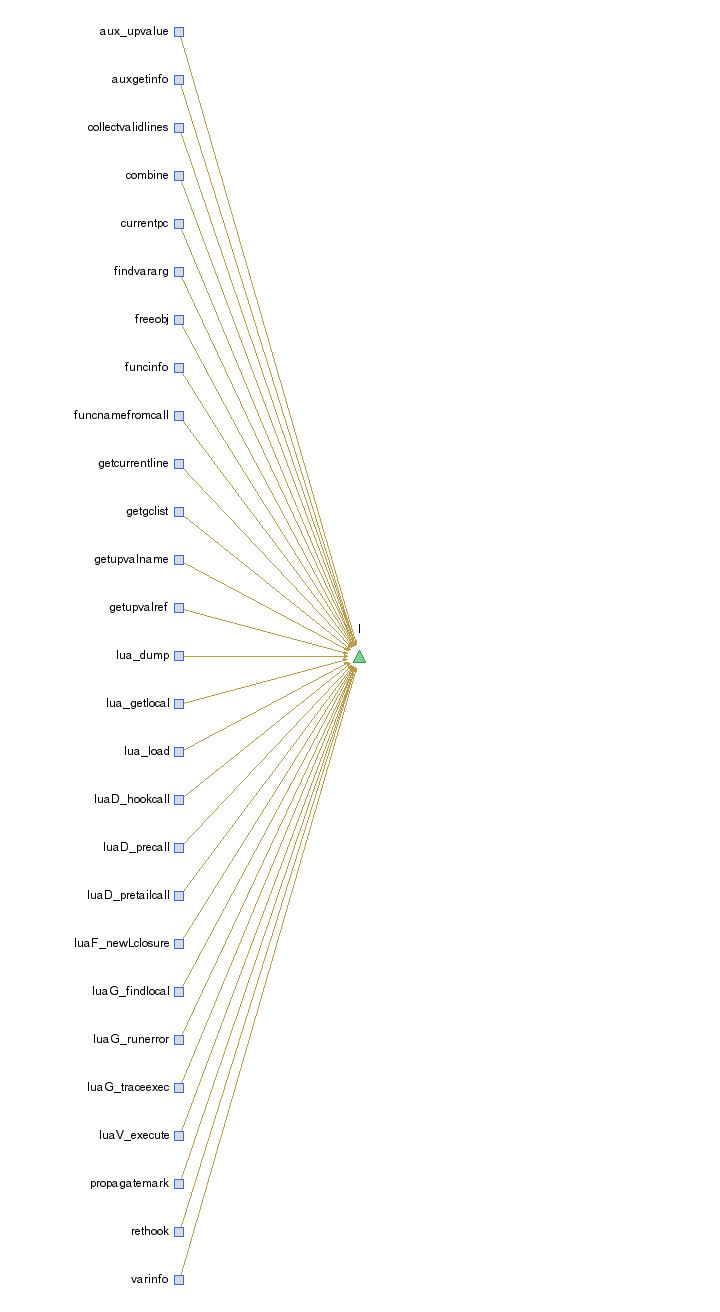 aux_upvalue
auxgetinfo
collectvalidlines
combine
currentpc
findvararg
freeobj
funcinfo
funcnamefromcall
getcurrentline
getgclist
getupvalname
getupvalref
l
lua_dump
lua_getlocal
lua_load
luaD_hookcall
luaD_precall
luaD_pretailcall
luaF_newLclosure
luaG_findlocal
luaG_runerror
luaG_traceexec
luaV_execute
propagatemark
rethook
varinfo